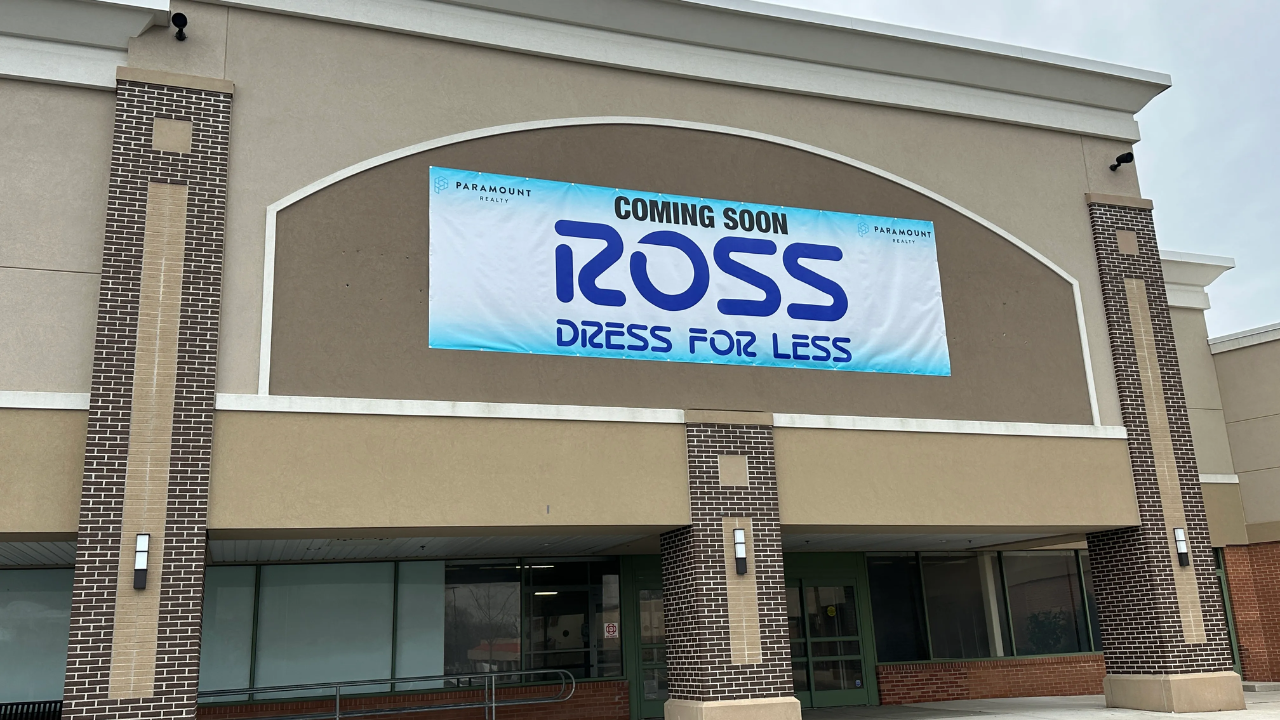 PARAMOUNT
REALTY
COMING SOON
PARAMOUNT
REALTY
ROSS
DRESS FOR LESS